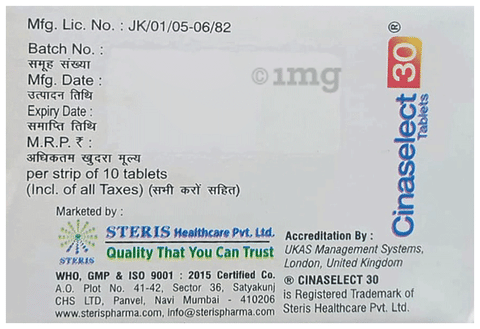 Mfg. Lic. No. : JK/01/05-06/82
Batch No. :
समूह संख्या
Mfg. Date :
उत्पादन तिथि
Expiry Date :
समाप्ति तिथि
M.R.P. ₹ :
अधिकतम खुदरा मूल्य
per strip of 10 tablets
(Incl. of all Taxes) (सभी करों सहित)
©1mg
Cinaselect 30®
Tablets
Marketed by :
STERIS
STERIS Healthcare Pvt. Ltd.
Quality That You Can Trust
WHO, GMP & ISO 9001 : 2015 Certified Co.
A.O. Plot No. 41-42, Sector 36, Satyakunj
CHS LTD, Panvel, Navi Mumbai - 410206
www.sterispharma.com, info@sterispharma.com
Accreditation By :
UKAS Management Systems,
London, United Kingdom
® CINASELECT 30
is Registered Trademark of
Steris Healthcare Pvt. Ltd.